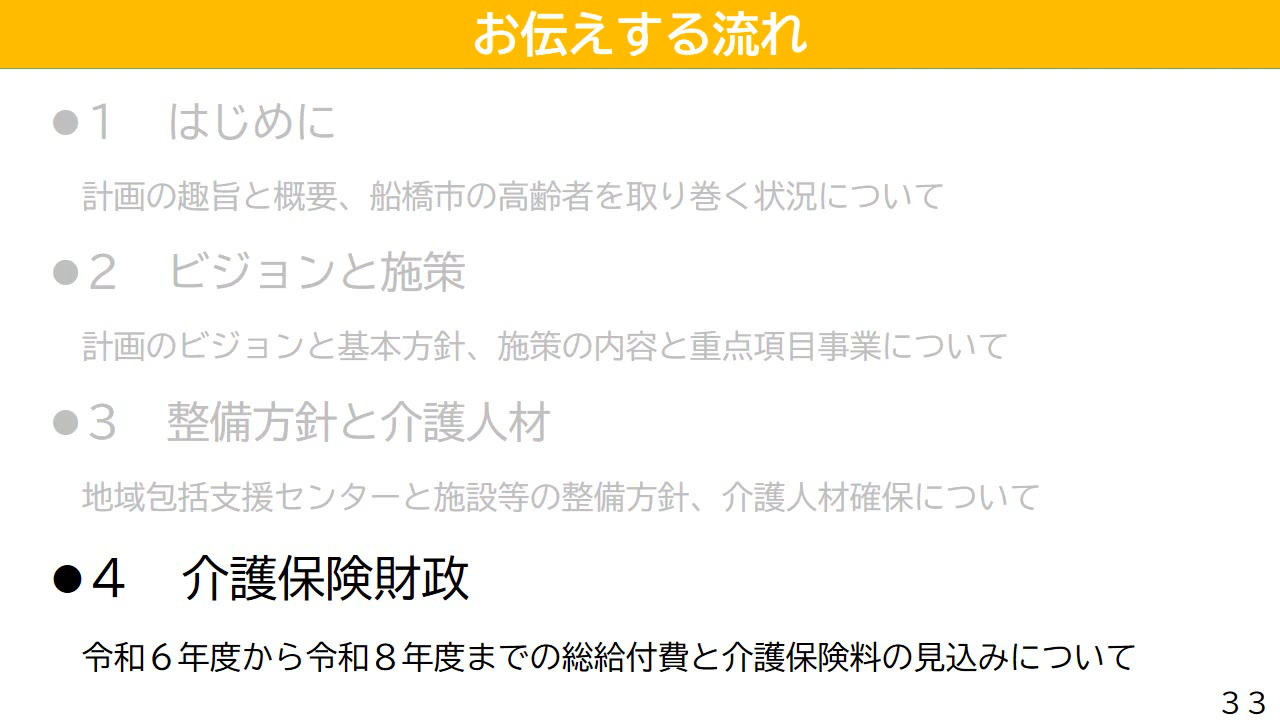 お伝えする流れ
●１　はじめに
計画の趣旨と概要、船橋市の高齢者を取り巻く状況について
●２　ビジョンと施策
計画のビジョンと基本方針、施策の内容と重点項目事業について
●３　整備方針と介護人材
地域包括支援センターと施設等の整備方針、介護人材確保について
●４　介護保険財政
令和６年度から令和８年度までの総給付費と介護保険料の見込みについて
３３